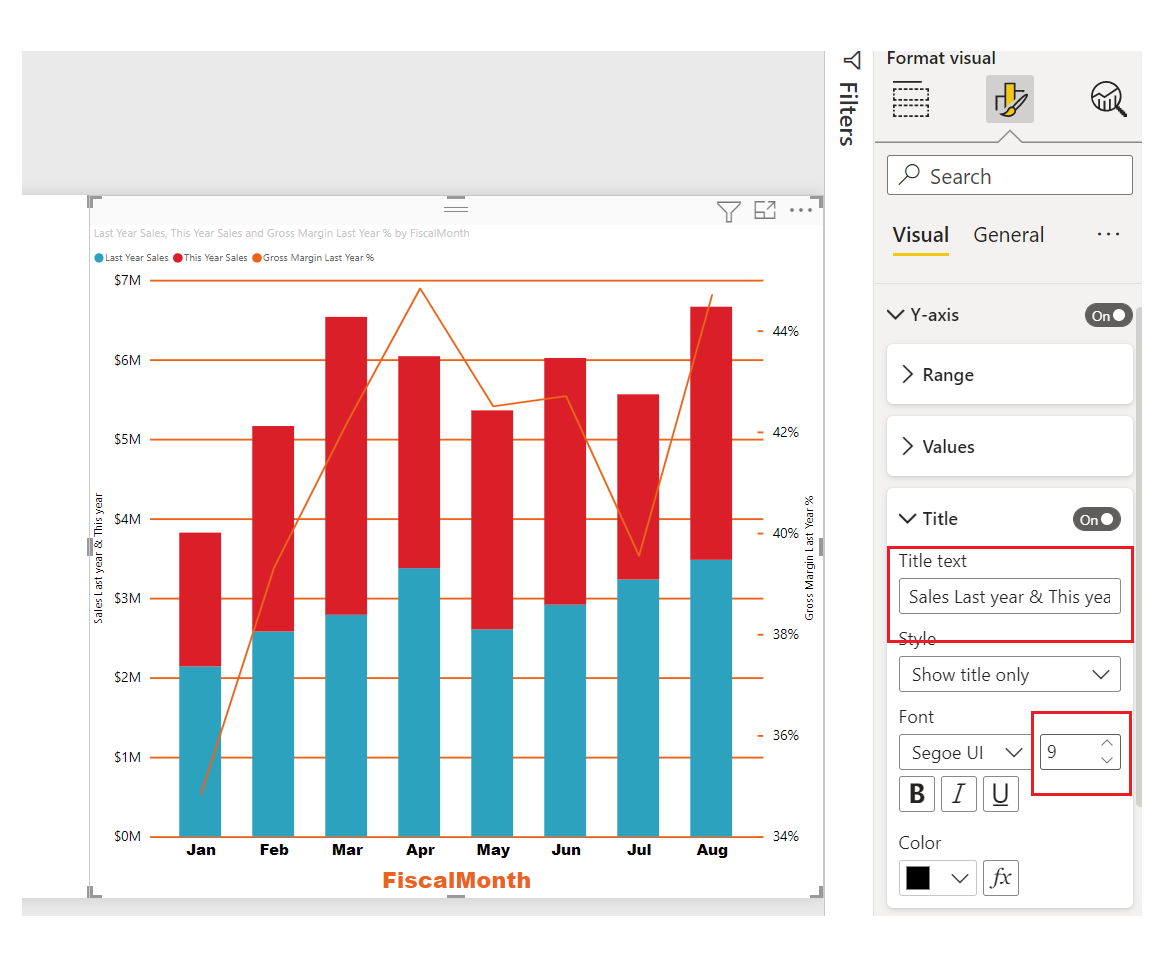 Format visual
Filters
Search
Visual General ...
Last Year Sales, This Year Sales and Gross Margin Last Year % by FiscalMonth
Last Year Sales This Year Sales Gross Margin Last Year %
$7M
$6M
$5M
$4M
$3M
$2M
$1M
$0M
Sales Last year & This year
44%
42%
40%
38%
36%
34%
Gross Margin Last Year %
Jan Feb Mar Apr May Jun Jul Aug
FiscalMonth
Y-axis On
Range
Values
Title On
Title text
Sales Last year & This yea
Style
Show title only
Font
Segoe UI 9
B I U
Color
fx